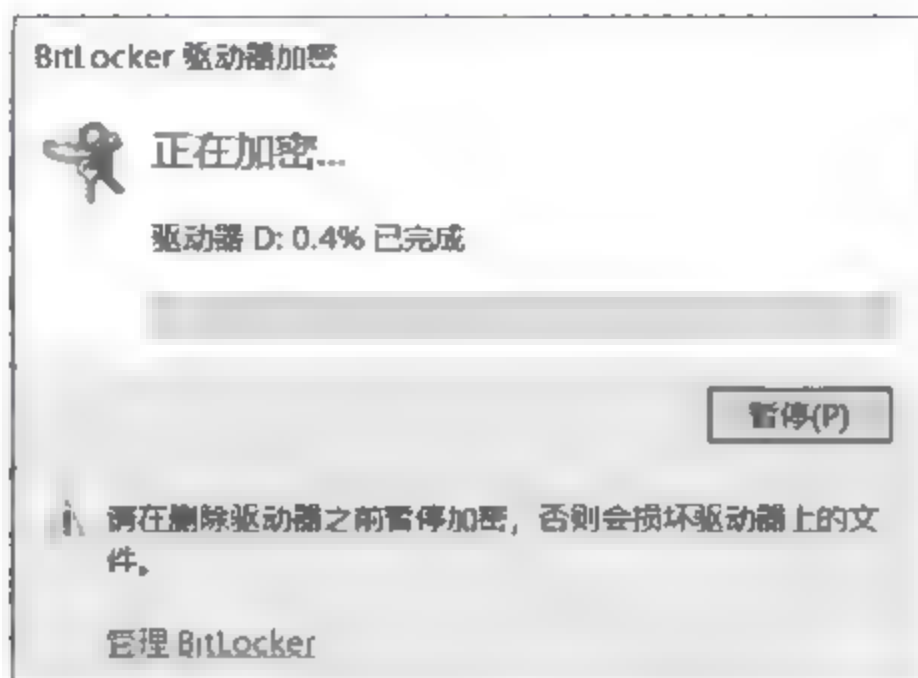 BitLocker 驱动器加密
正在加密...
驱动器 D: 0.4% 已完成
暂停(P)
请在删除驱动器之前暂停加密，否则会损坏驱动器上的文
件。
管理 BitLocker